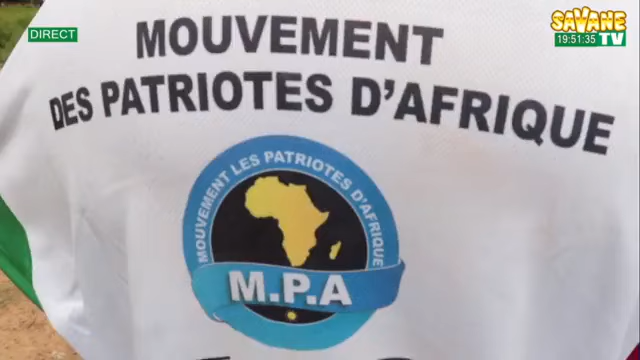 DIRECT
SAVANE
19:51:35 TV
MOUVEMENT
DES PATRIOTES D'AFRIQUE
MOUVEMENT LES PATRIOTES D'AFRIQUE
M.P.A